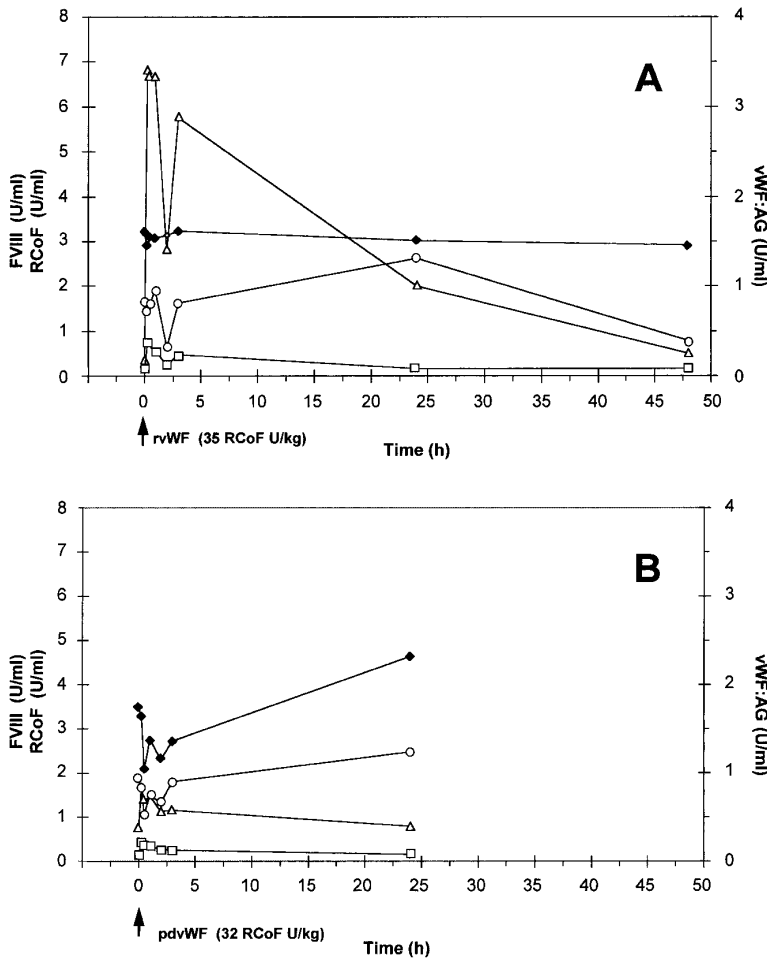 A
8
7
6
5
4
3
2
1
0
FVIII (U/ml)
RCoF (U/ml)
4
3
2
1
0
vWF:AG (U/ml)
0 5 10 15 20 25 30 35 40 45 50
rvWF (35 RCoF U/kg)
Time (h)
B
8
7
6
5
4
3
2
1
0
FVIII (U/ml)
RCoF (U/ml)
4
3
2
1
0
vWF:AG (U/ml)
0 5 10 15 20 25 30 35 40 45 50
pdvWF (32 RCoF U/kg)
Time (h)